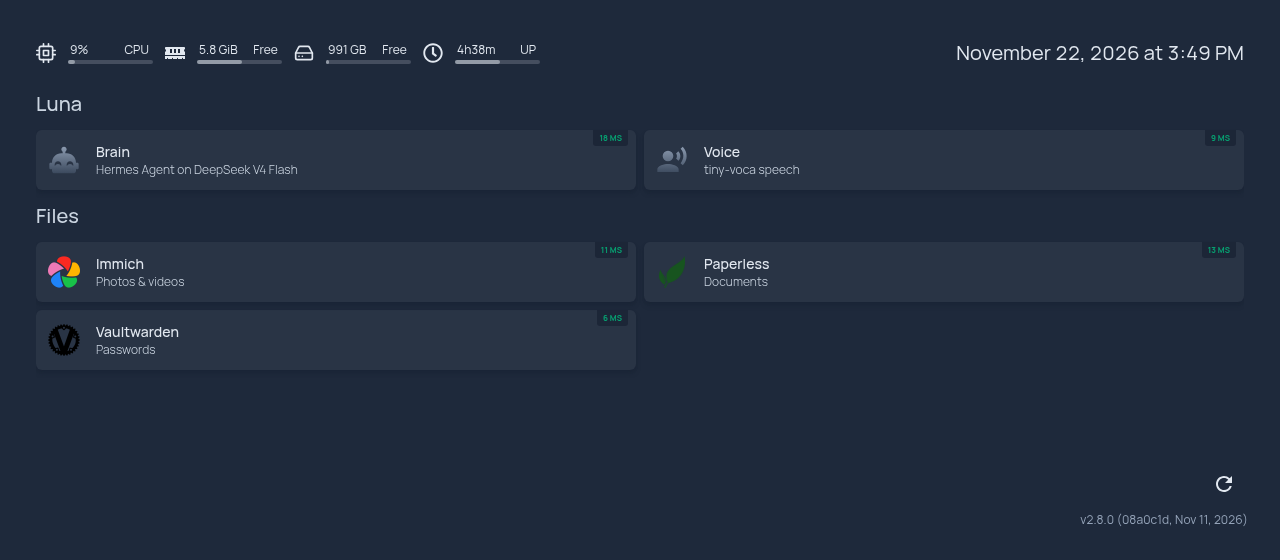 9% CPU 5.8 GiB Free 991 GB Free 4h38m UP
November 22, 2026 at 3:49 PM
Luna
18 MS
Brain
Hermes Agent on DeepSeek V4 Flash
9 MS
Voice
tiny-voca speech
Files
11 MS
Immich
Photos & videos
13 MS
Paperless
Documents
6 MS
Vaultwarden
Passwords
v2.8.0 (08a0c1d, Nov 11, 2026)